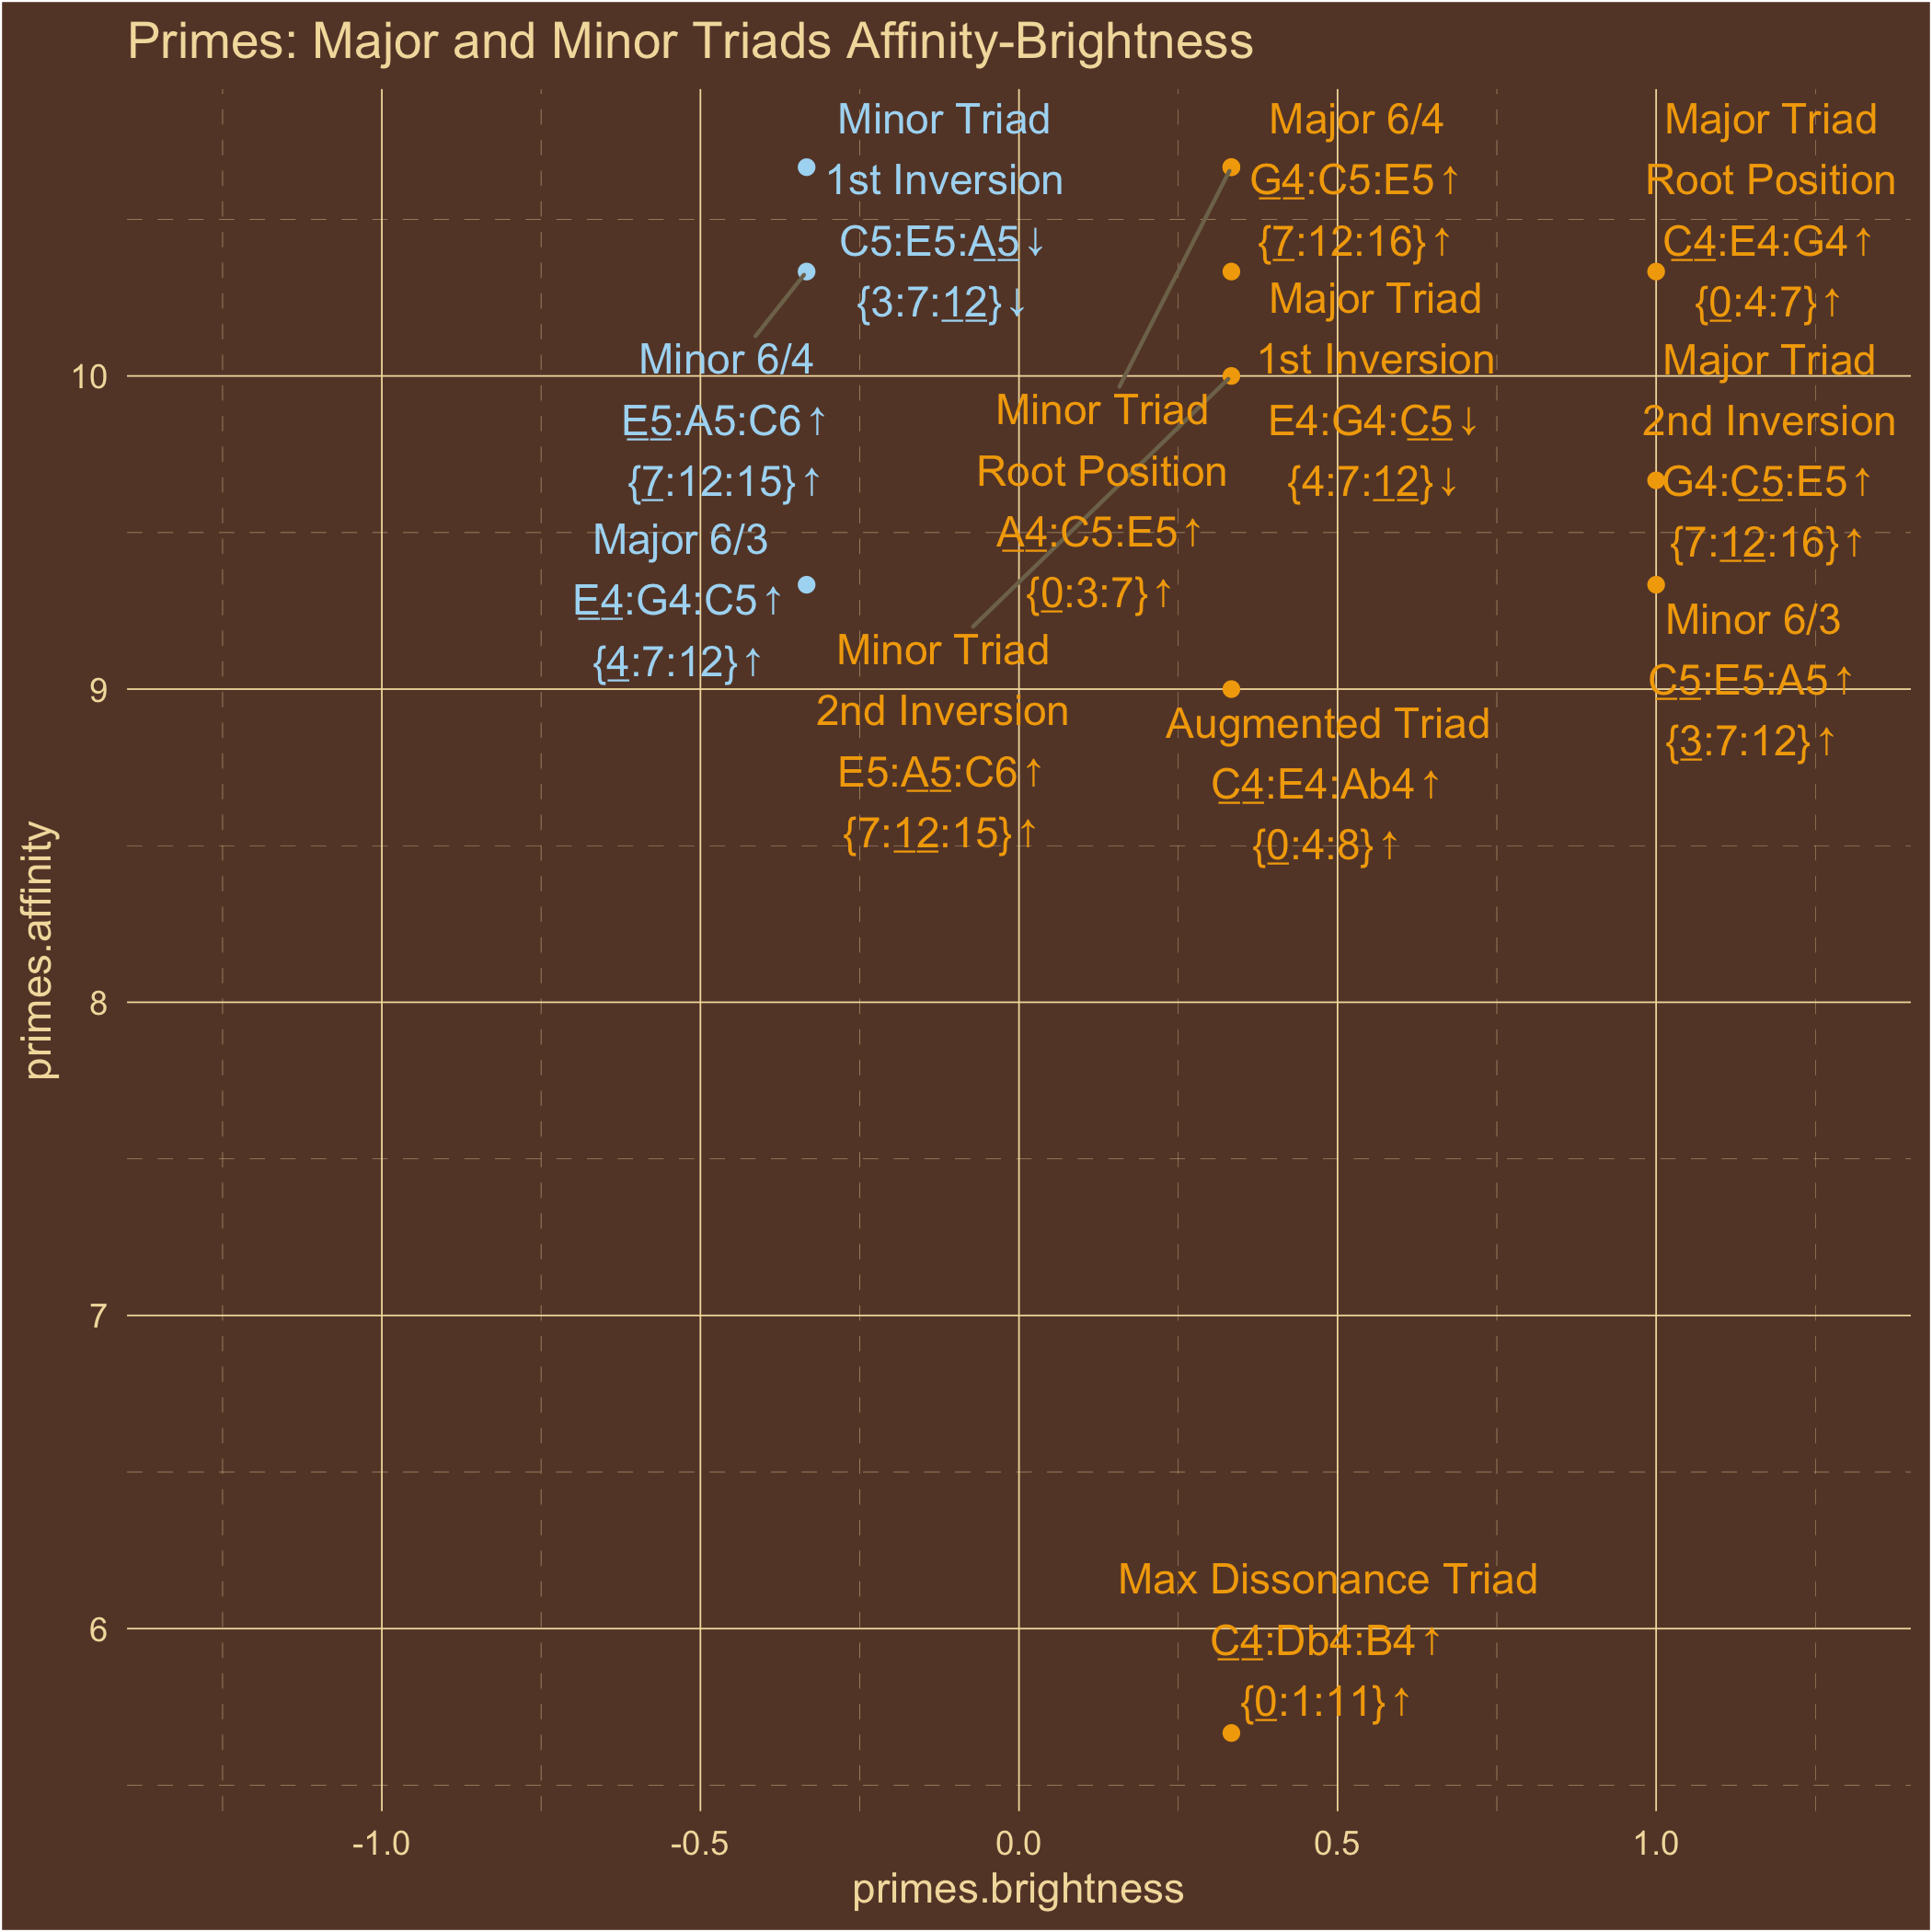 Primes: Major and Minor Triads Affinity-Brightness
Minor Triad
1st Inversion
C5:E5:A5↓
{3:7:12}↓
Major 6/4
G4:C5:E5↑
{7:12:16}↑
Major Triad
Root Position
C4:E4:G4↑
{0:4:7}↑
Minor 6/4
E5:A5:C6↑
{7:12:15}↑
Major Triad
1st Inversion
E4:G4:C5↓
{4:7:12}↓
Major Triad
2nd Inversion
G4:C5:E5↑
{7:12:16}↑
Minor Triad
Root Position
A4:C5:E5↑
{0:3:7}↑
Major 6/3
E4:G4:C5↑
{4:7:12}↑
Minor 6/3
C5:E5:A5↑
{3:7:12}↑
Minor Triad
2nd Inversion
E5:A5:C6↑
{7:12:15}↑
Augmented Triad
C4:E4:Ab4↑
{0:4:8}↑
Max Dissonance Triad
C4:Db4:B4↑
{0:1:11}↑
10
9
8
7
6
primes.affinity
-1.0
-0.5
0.0
0.5
1.0
primes.brightness